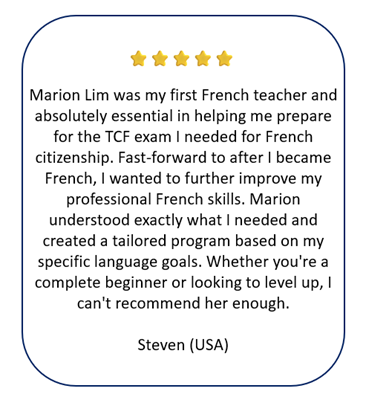 Marion Lim was my first French teacher and
absolutely essential in helping me prepare
for the TCF exam I needed for French
citizenship. Fast-forward to after I became
French, I wanted to further improve my
professional French skills. Marion
understood exactly what I needed and
created a tailored program based on my
specific language goals. Whether you're a
complete beginner or looking to level up, I
can't recommend her enough.
Steven (USA)